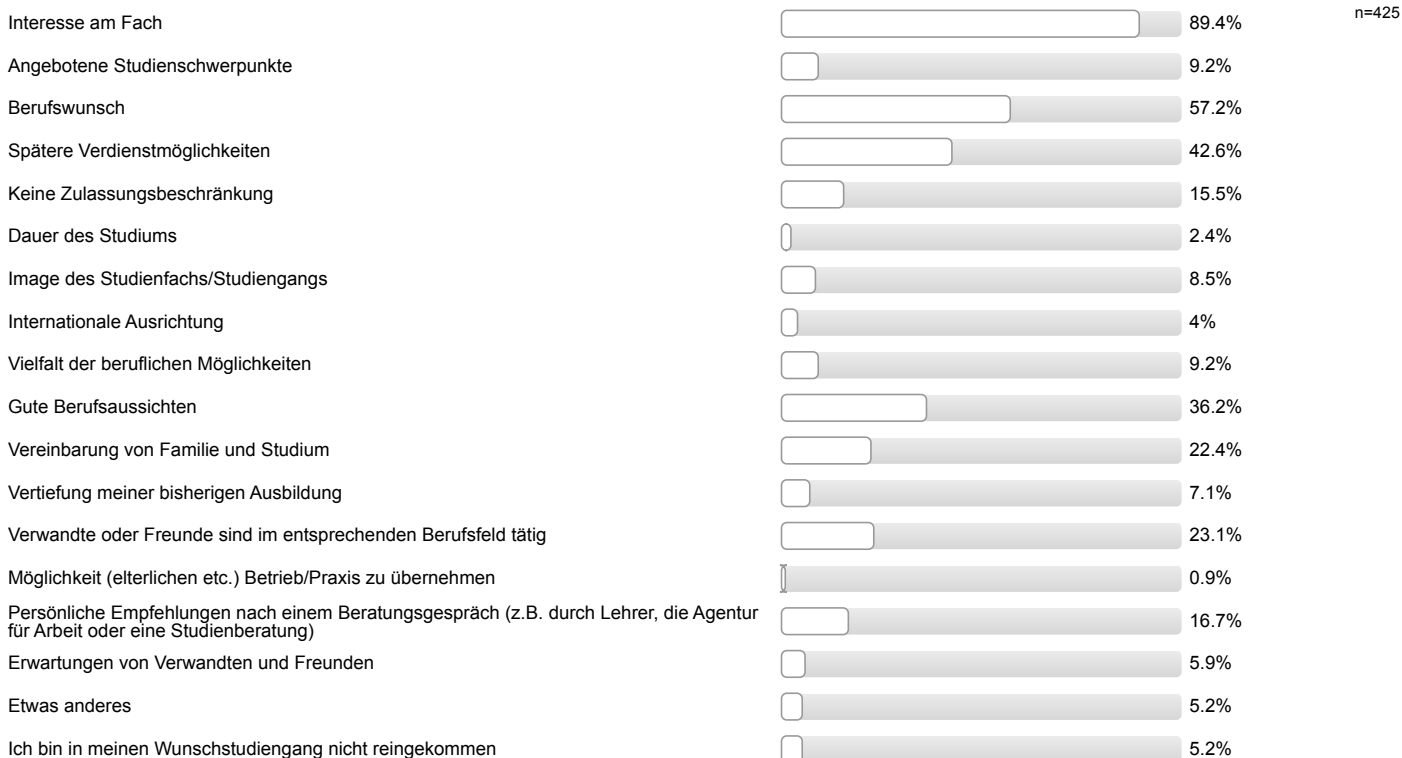 Interesse am Fach 89.4% n=425
Angebotene Studienschwerpunkte 9.2%
Berufswunsch 57.2%
Spätere Verdienstmöglichkeiten 42.6%
Keine Zulassungsbeschränkung 15.5%
Dauer des Studiums 2.4%
Image des Studienfachs/Studiengangs 8.5%
Internationale Ausrichtung 4%
Vielfalt der beruflichen Möglichkeiten 9.2%
Gute Berufsaussichten 36.2%
Vereinbarung von Familie und Studium 22.4%
Vertiefung meiner bisherigen Ausbildung 7.1%
Verwandte oder Freunde sind im entsprechenden Berufsfeld tätig 23.1%
Möglichkeit (elterlichen etc.) Betrieb/Praxis zu übernehmen 0.9%
Persönliche Empfehlungen nach einem Beratungsgespräch (z.B. durch Lehrer, die Agentur
für Arbeit oder eine Studienberatung) 16.7%
Erwartungen von Verwandten und Freunden 5.9%
Etwas anderes 5.2%
Ich bin in meinen Wunschstudiengang nicht reingekommen 5.2%